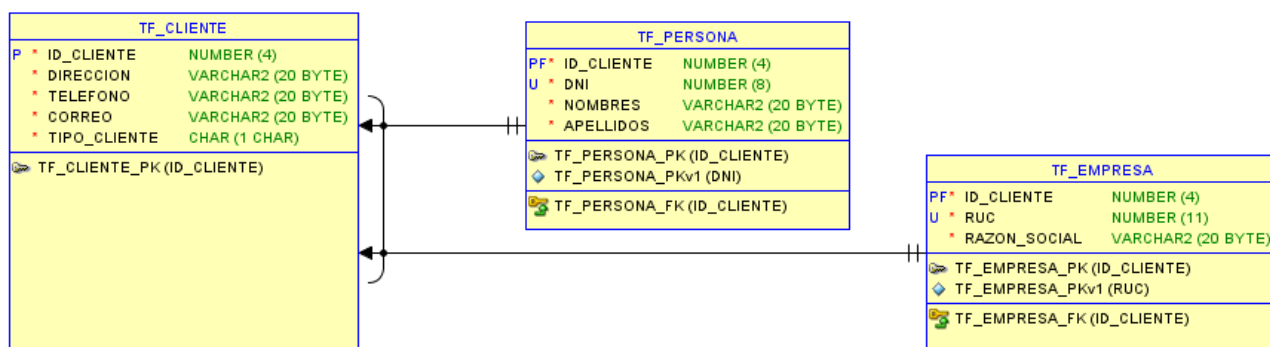 TF_CLIENTE
P * ID_CLIENTE NUMBER (4)
* DIRECCION VARCHAR2 (20 BYTE)
* TELEFONO VARCHAR2 (20 BYTE)
* CORREO VARCHAR2 (20 BYTE)
* TIPO_CLIENTE CHAR (1 CHAR)
TF_CLIENTE_PK (ID_CLIENTE)
TF_PERSONA
PF* ID_CLIENTE NUMBER (4)
U * DNI NUMBER (8)
* NOMBRES VARCHAR2 (20 BYTE)
* APELLIDOS VARCHAR2 (20 BYTE)
TF_PERSONA_PK (ID_CLIENTE)
TF_PERSONA_PKv1 (DNI)
TF_PERSONA_FK (ID_CLIENTE)
TF_EMPRESA
PF* ID_CLIENTE NUMBER (4)
U * RUC NUMBER (11)
* RAZON_SOCIAL VARCHAR2 (20 BYTE)
TF_EMPRESA_PK (ID_CLIENTE)
TF_EMPRESA_PKv1 (RUC)
TF_EMPRESA_FK (ID_CLIENTE)